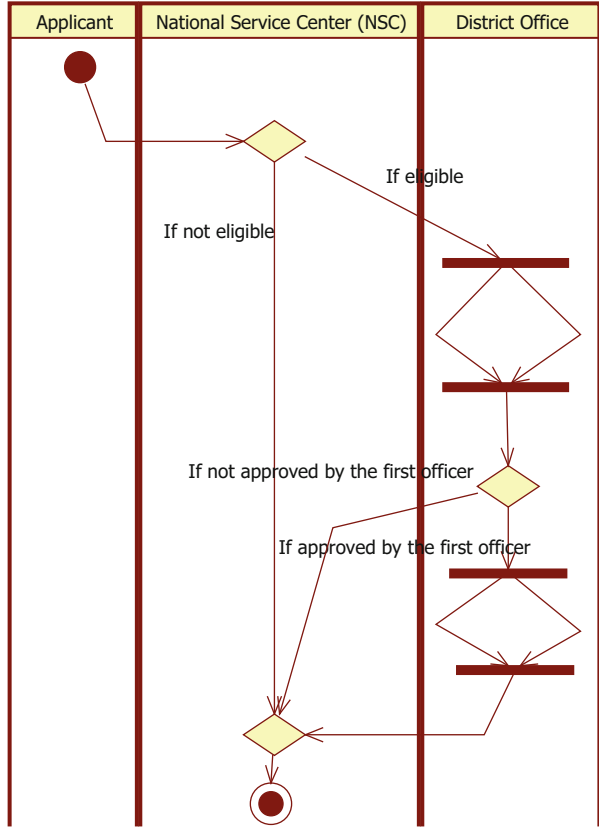 Applicant
National Service Center (NSC)
District Office
If eligible
If not eligible
If not approved by the first officer
If approved by the first officer